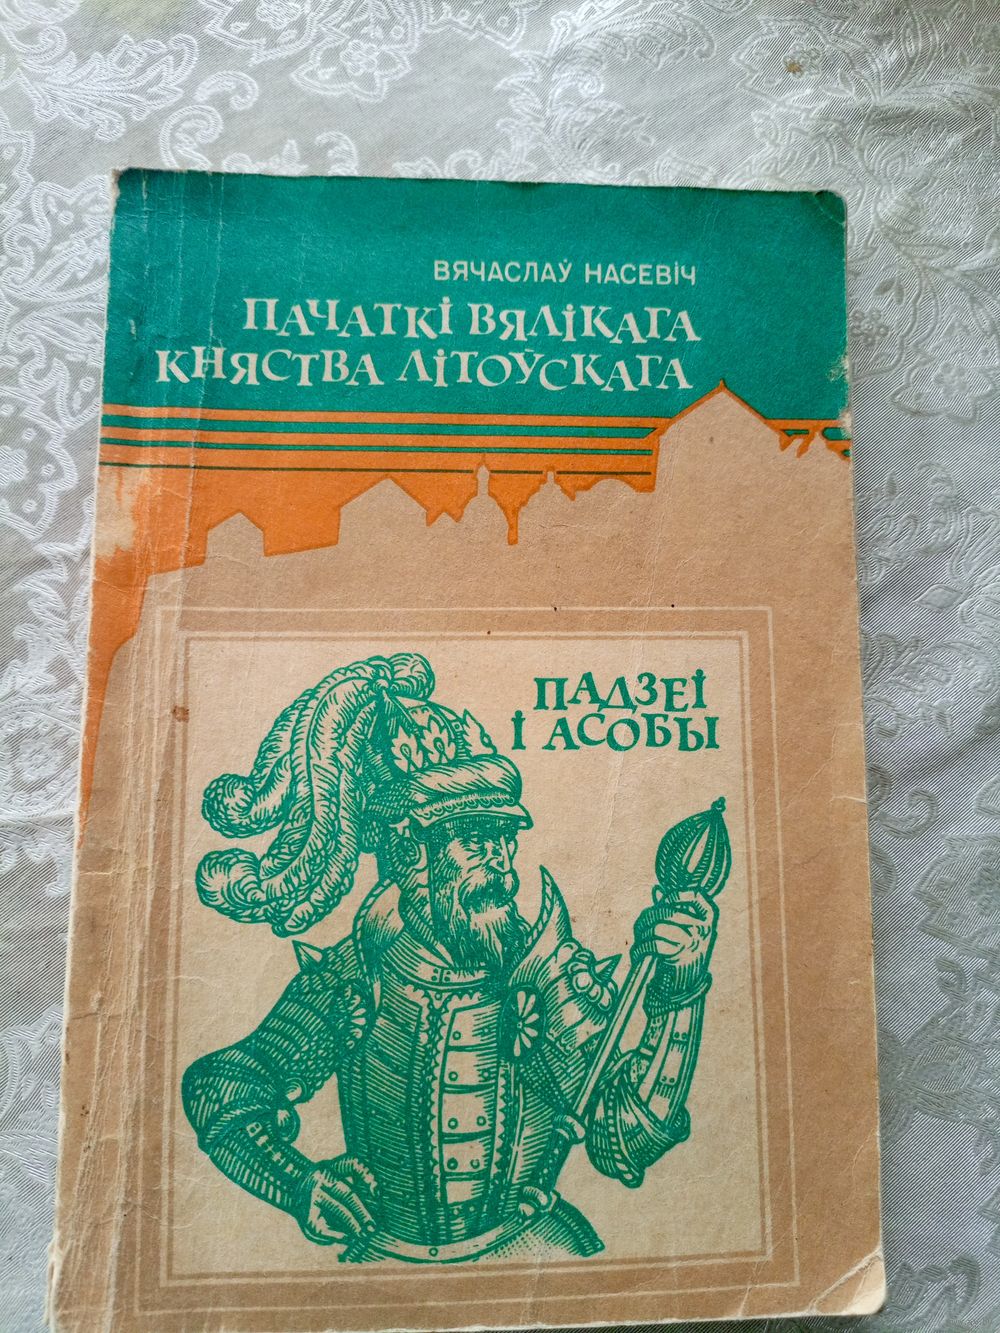 ВЯЧАСЛАЎ НАСЕВІЧ
ПАЧАТКІ ВЯЛІКАГА
КНЯСТВА ЛІТОЎСКАГА
ПАДЗЕІ
І АСОБЫ